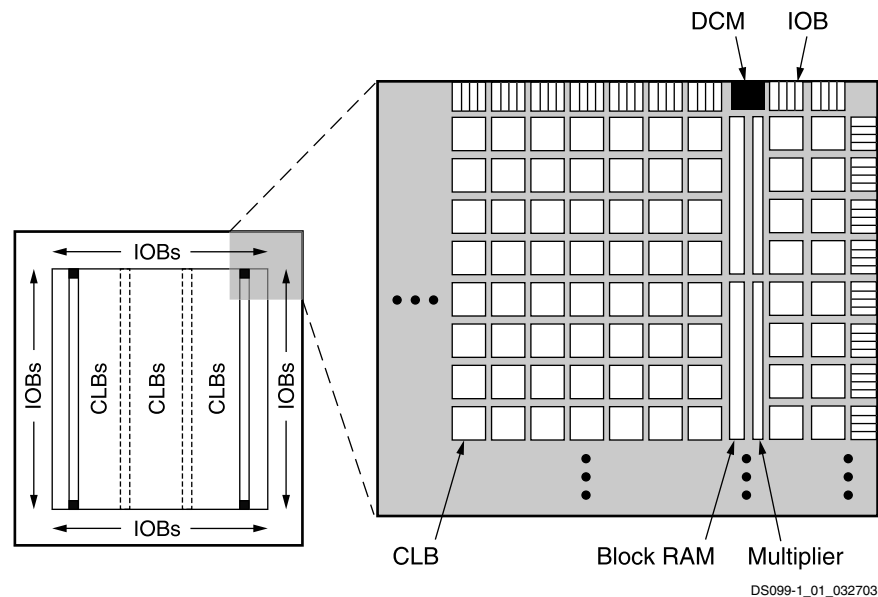 DCM IOB
IOBs
IOBs CLBs CLBs CLBs IOBs
IOBs
CLB Block RAM Multiplier
DS099-1_01_032703